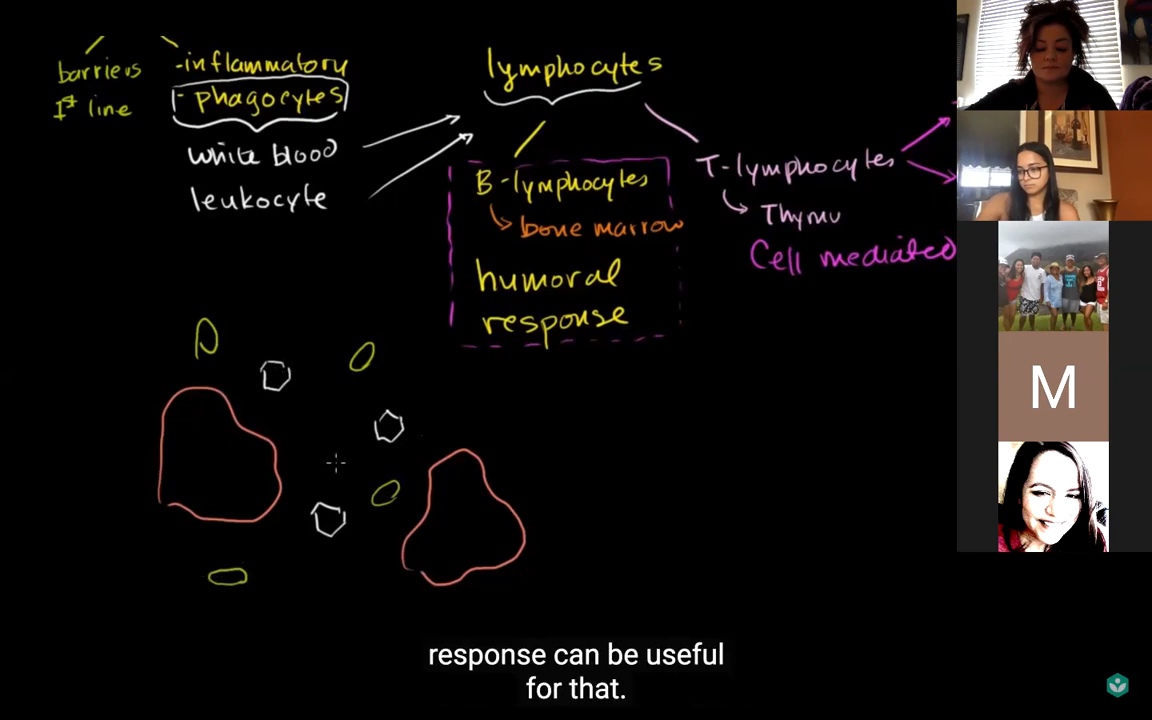 barriers
1st line
-inflammatory
- phagocytes
white blood
leukocyte
lymphocytes
B-lymphocytes
bone marrow
humoral
response
T-lymphocytes
Thymu
Cell mediated
M
response can be useful
for that.